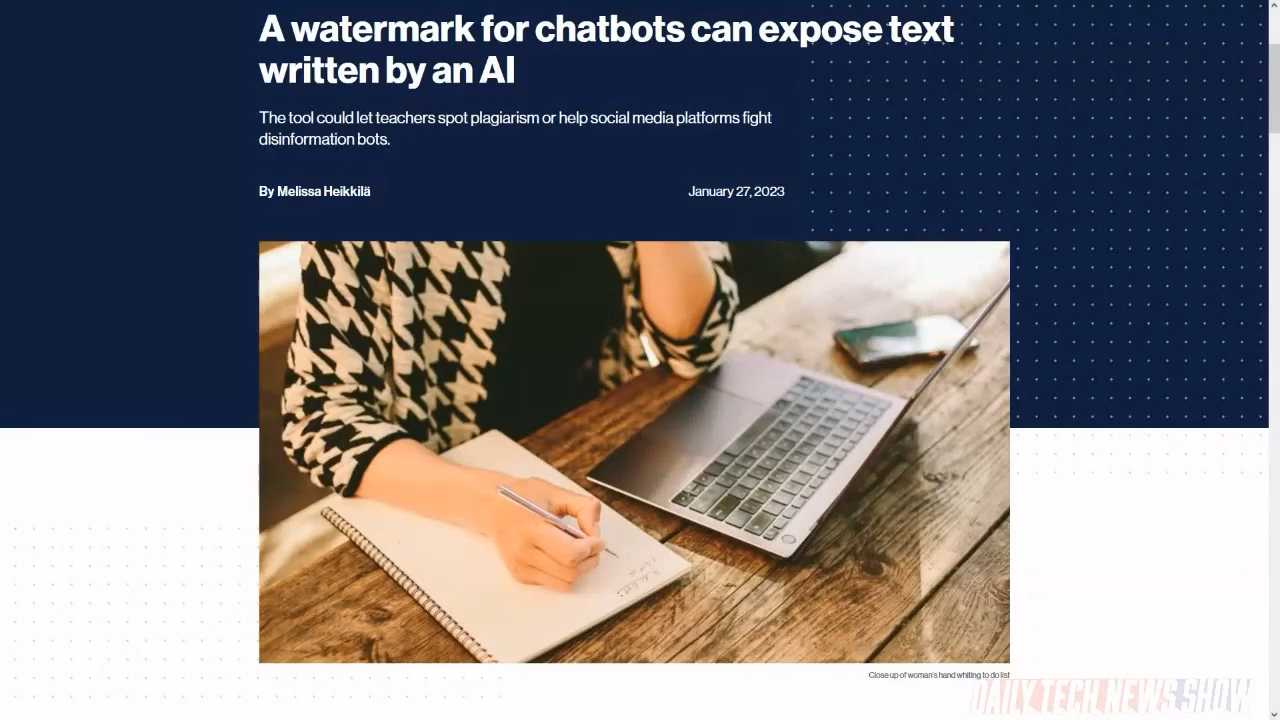 A watermark for chatbots can expose text
written by an AI
The tool could let teachers spot plagiarism or help social media platforms fight
disinformation bots.
By Melissa Heikkilä
January 27, 2023
Close up of woman's hand whiting to do list
DAILY TECH NEWS SHOW